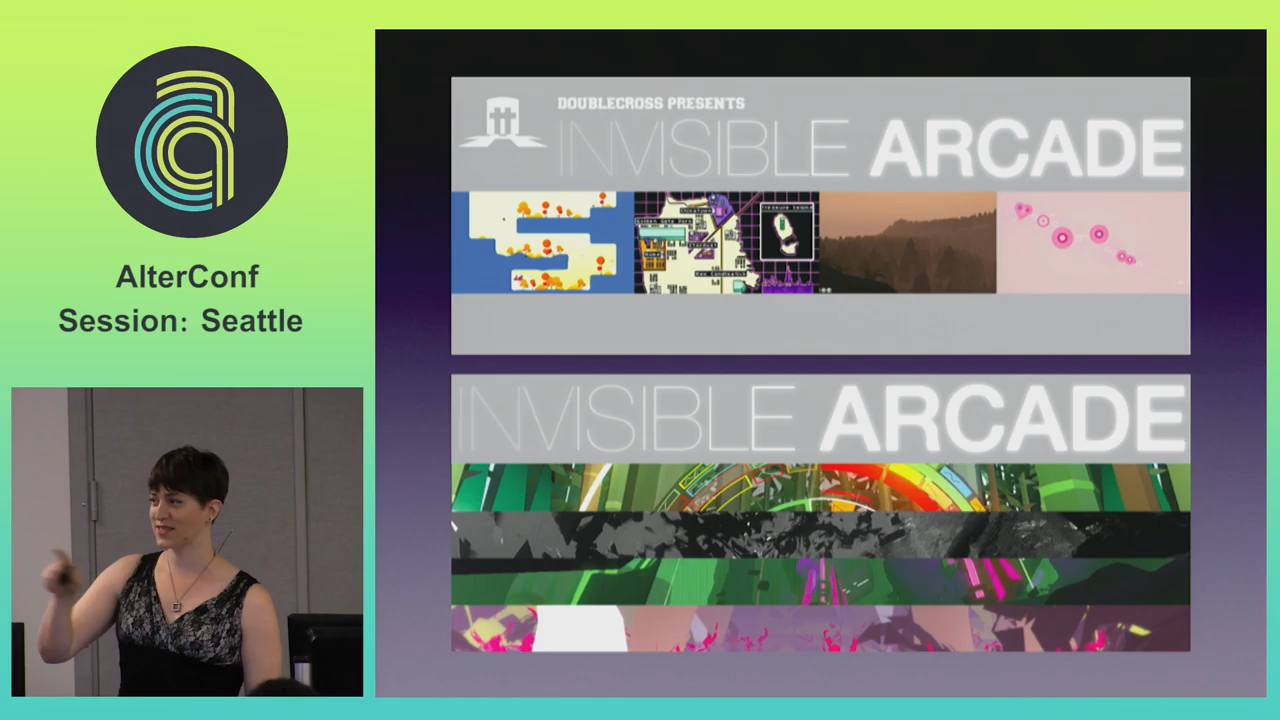 AlterConf
Session: Seattle
DOUBLECROSS PRESENTS
INVISIBLE ARCADE
INVISIBLE ARCADE